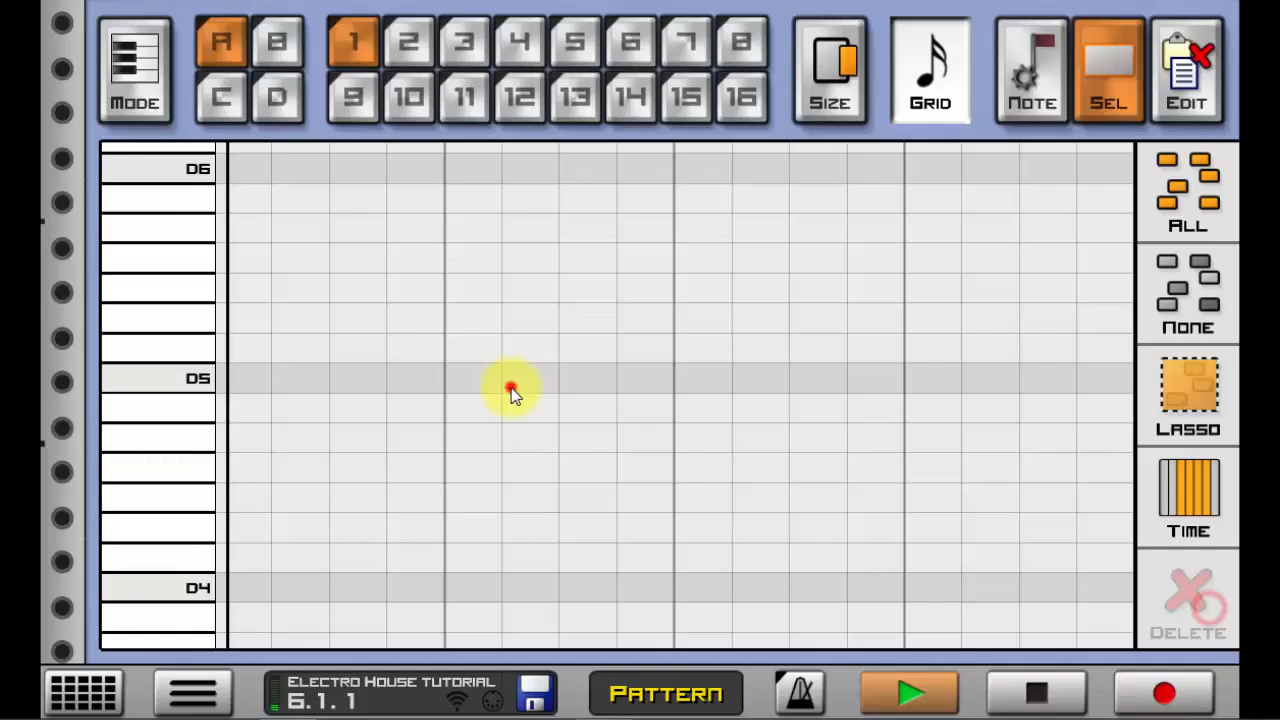 MODE
A B
C D
1 2 3 4 5 6 7 8
9 10 11 12 13 14 15 16
SIZE
GRID
NOTE
SEL
EDIT
D6
D5
D4
ALL
NONE
LASSO
TIME
DELETE
ELECTRO HOUSE TUTORIAL
6. 1. 1
PATTERN